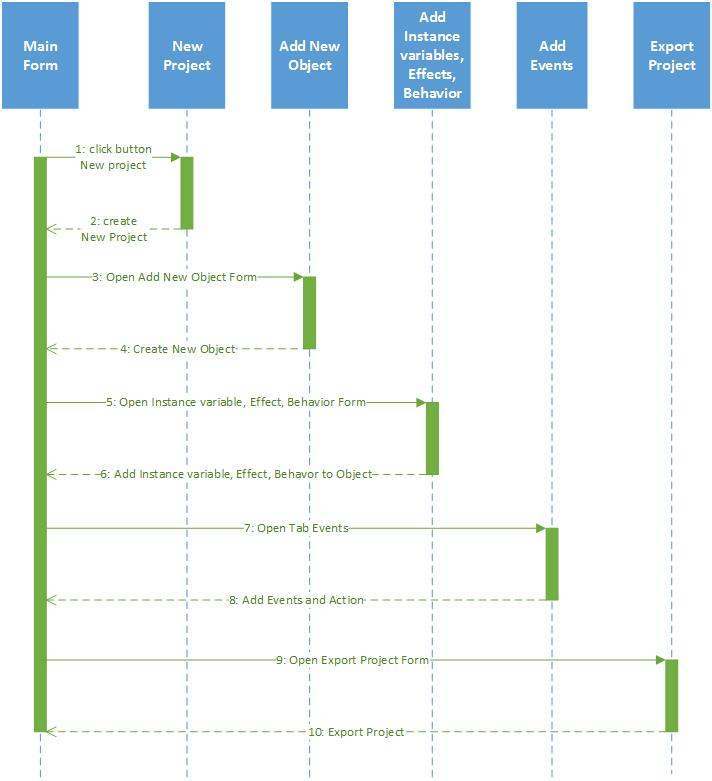 Main
Form
New
Project
Add New
Object
Add
Instance
variables,
Effects,
Behavior
Add
Events
Export
Project
1: click button
New project
2: create
New Project
3: Open Add New Object Form
4: Create New Object
5: Open Instance variable, Effect, Behavior Form
6: Add Instance variable, Effect, Behavor to Object
7: Open Tab Events
8: Add Events and Action
9: Open Export Project Form
10: Export Project